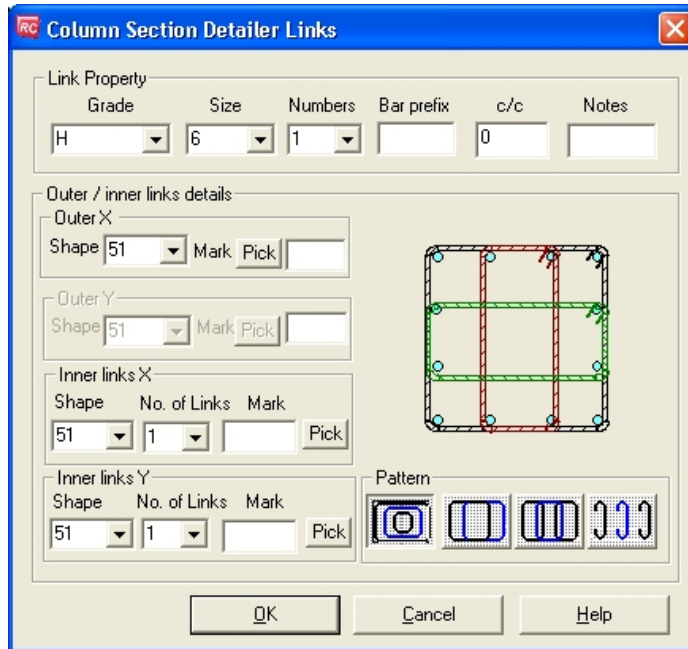 RC Column Section Detailer Links
Link Property
Grade Size Numbers Bar prefix c/c Notes
H 6 1 0
Outer / inner links details
Outer X
Shape 51 Mark Pick
Outer Y
Shape 51 Mark Pick
Inner links X
Shape No. of Links Mark
51 1 Pick
Inner links Y
Shape No. of Links Mark
51 1 Pick
Pattern
OK Cancel Help